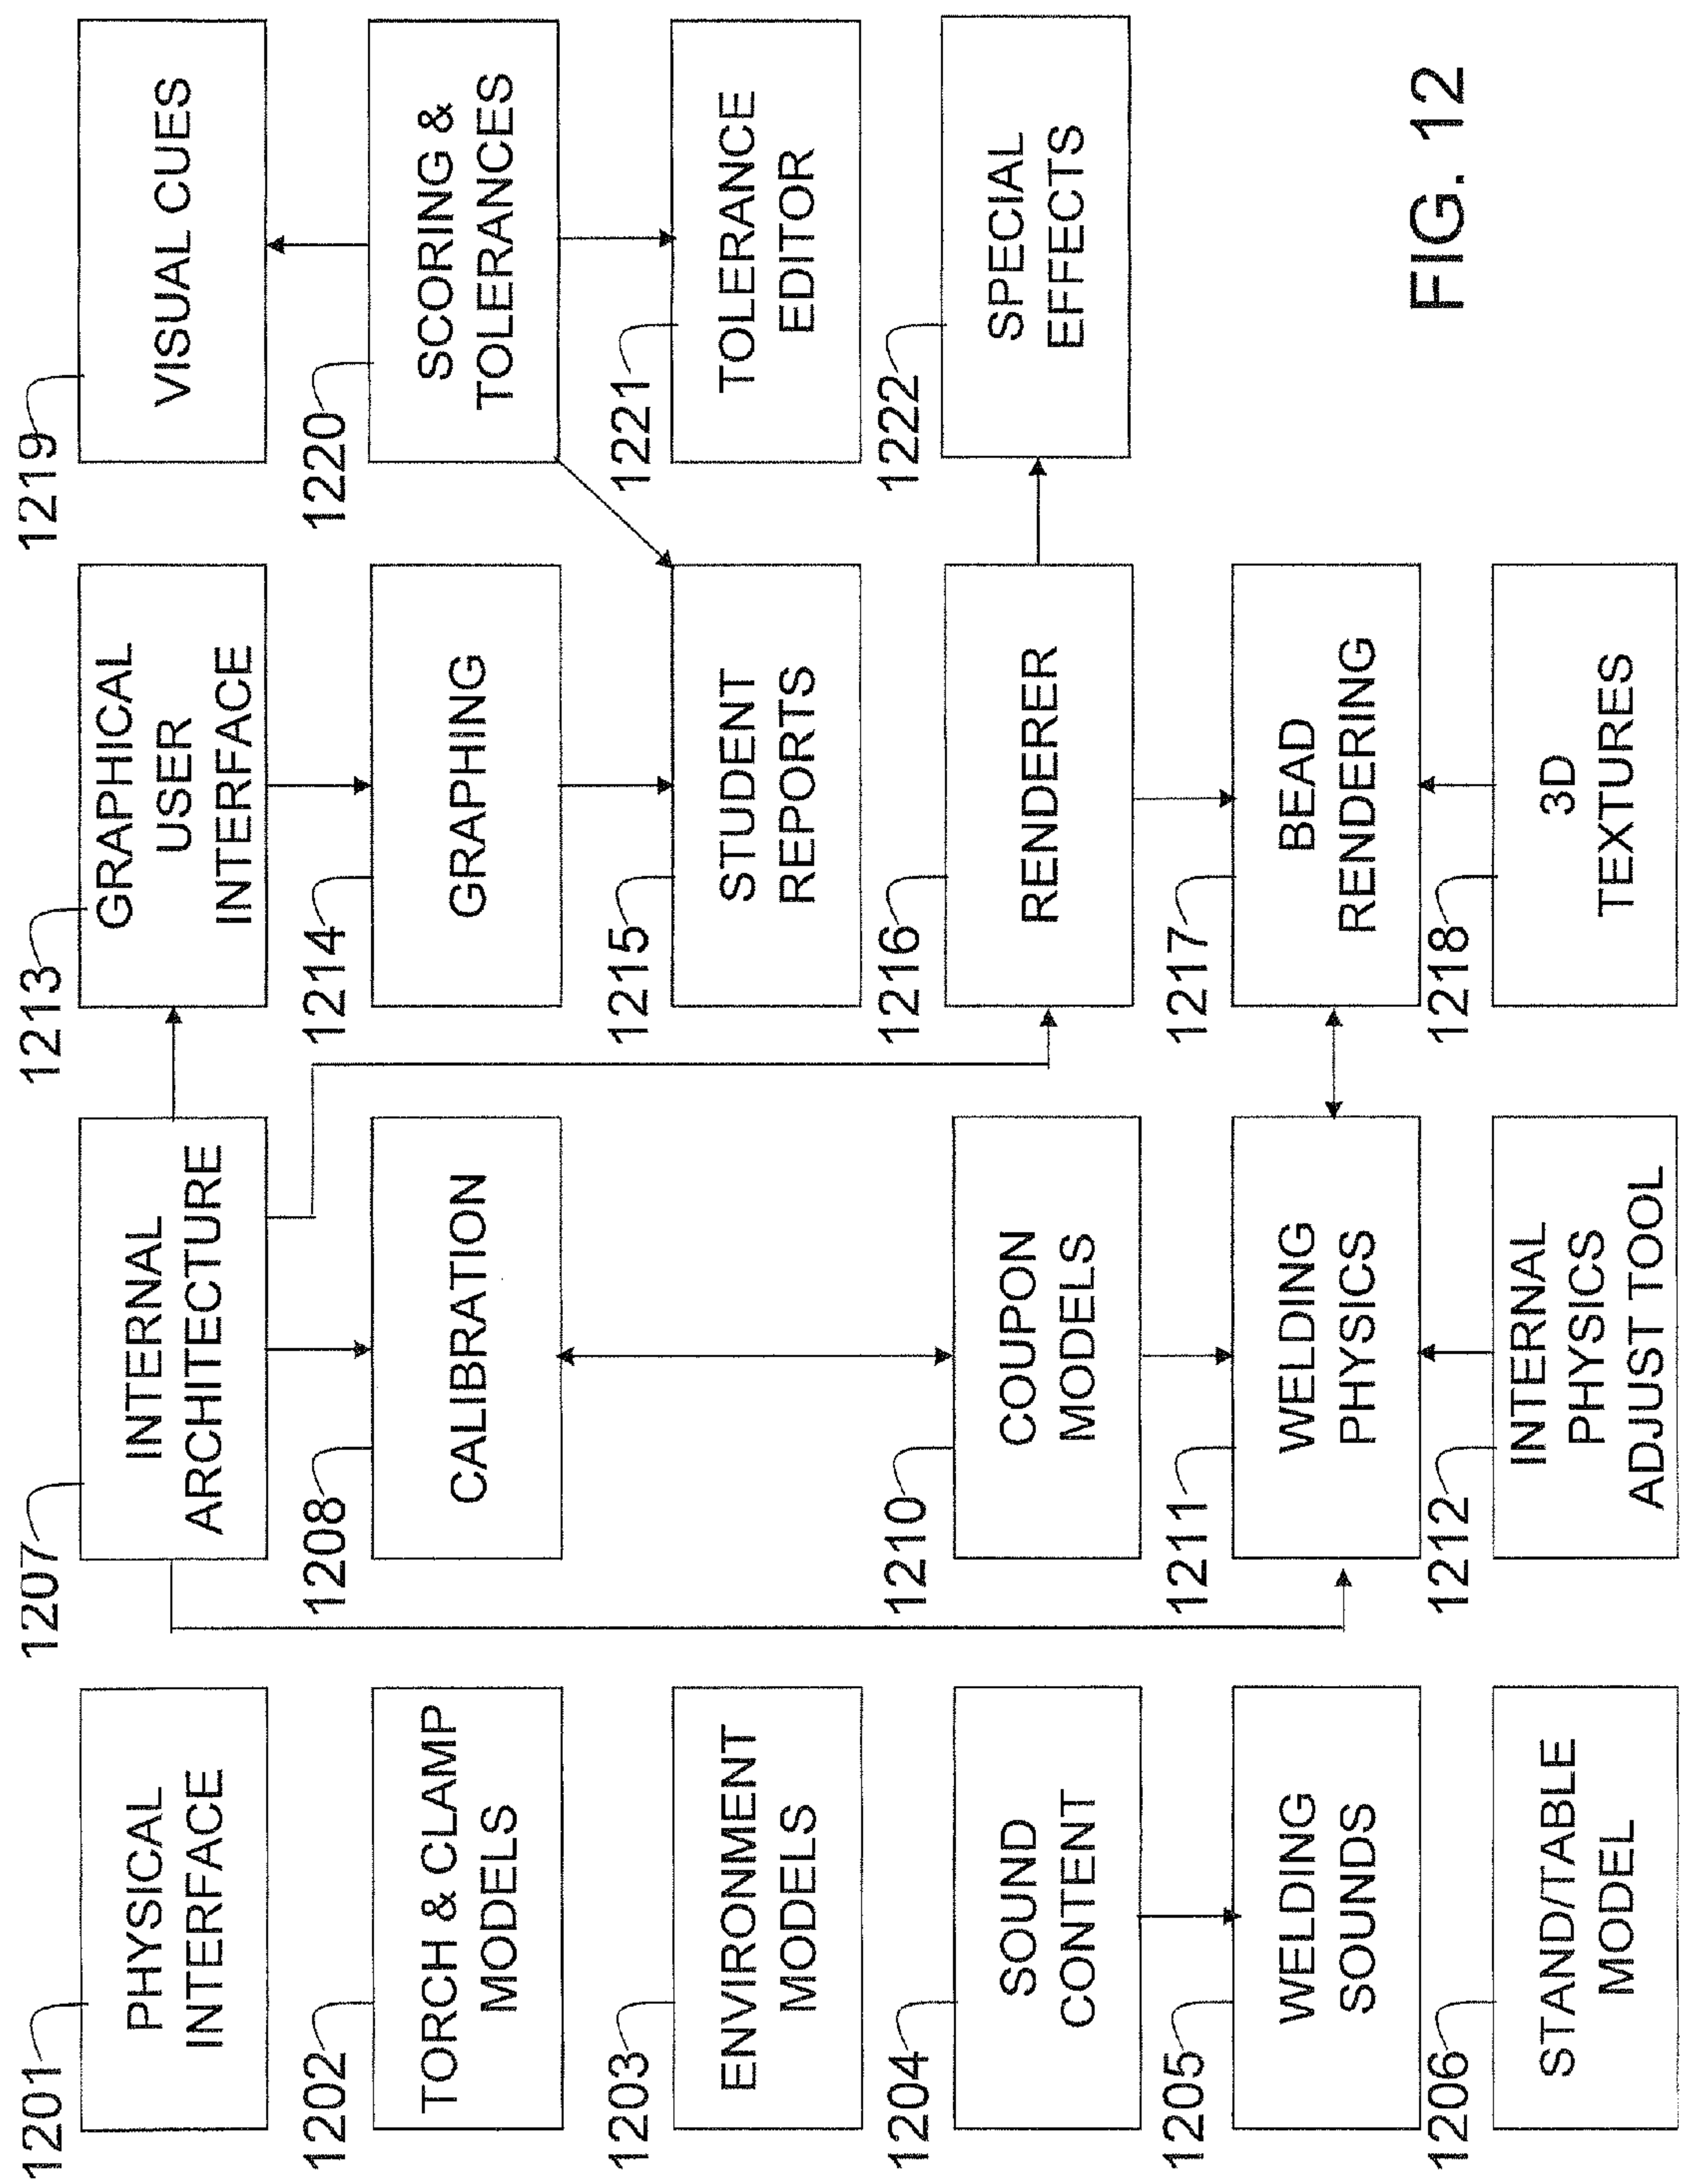 1201
PHYSICAL
INTERFACE
1202
TORCH & CLAMP
MODELS
1203
ENVIRONMENT
MODELS
1204
SOUND
CONTENT
1205
WELDING
SOUNDS
1206
STAND/TABLE
MODEL
1207
INTERNAL
ARCHITECTURE
1208
CALIBRATION
1210
COUPON
MODELS
1211
WELDING
PHYSICS
1212
INTERNAL
PHYSICS
ADJUST TOOL
1213
GRAPHICAL
USER
INTERFACE
1214
GRAPHING
1215
STUDENT
REPORTS
1216
RENDERER
1217
BEAD
RENDERING
1218
3D
TEXTURES
1219
VISUAL CUES
1220
SCORING &
TOLERANCES
1221
TOLERANCE
EDITOR
1222
SPECIAL
EFFECTS
FIG. 12